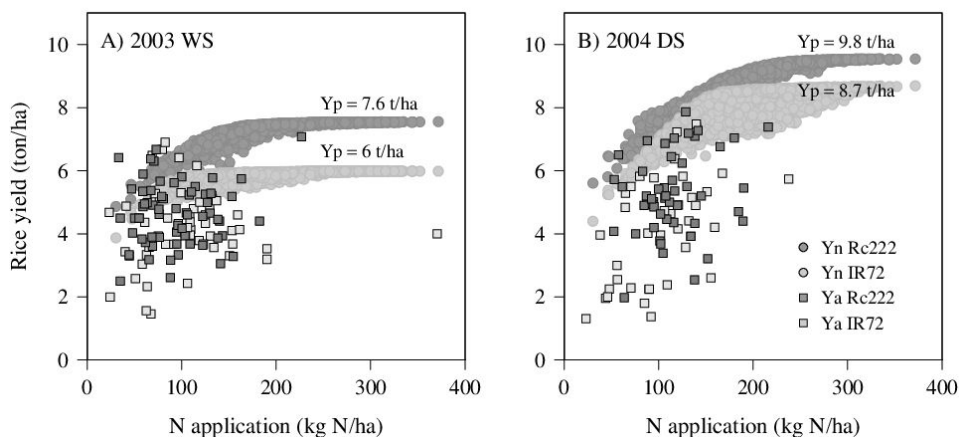 A) 2003 WS
Yp = 7.6 t/ha
Yp = 6 t/ha
Rice yield (ton/ha)
10
8
6
4
2
0
0 100 200 300 400
N application (kg N/ha)
B) 2004 DS
Yp = 9.8 t/ha
Yp = 8.7 t/ha
Yn Rc222
Yn IR72
Ya Rc222
Ya IR72
10
8
6
4
2
0
0 100 200 300 400
N application (kg N/ha)